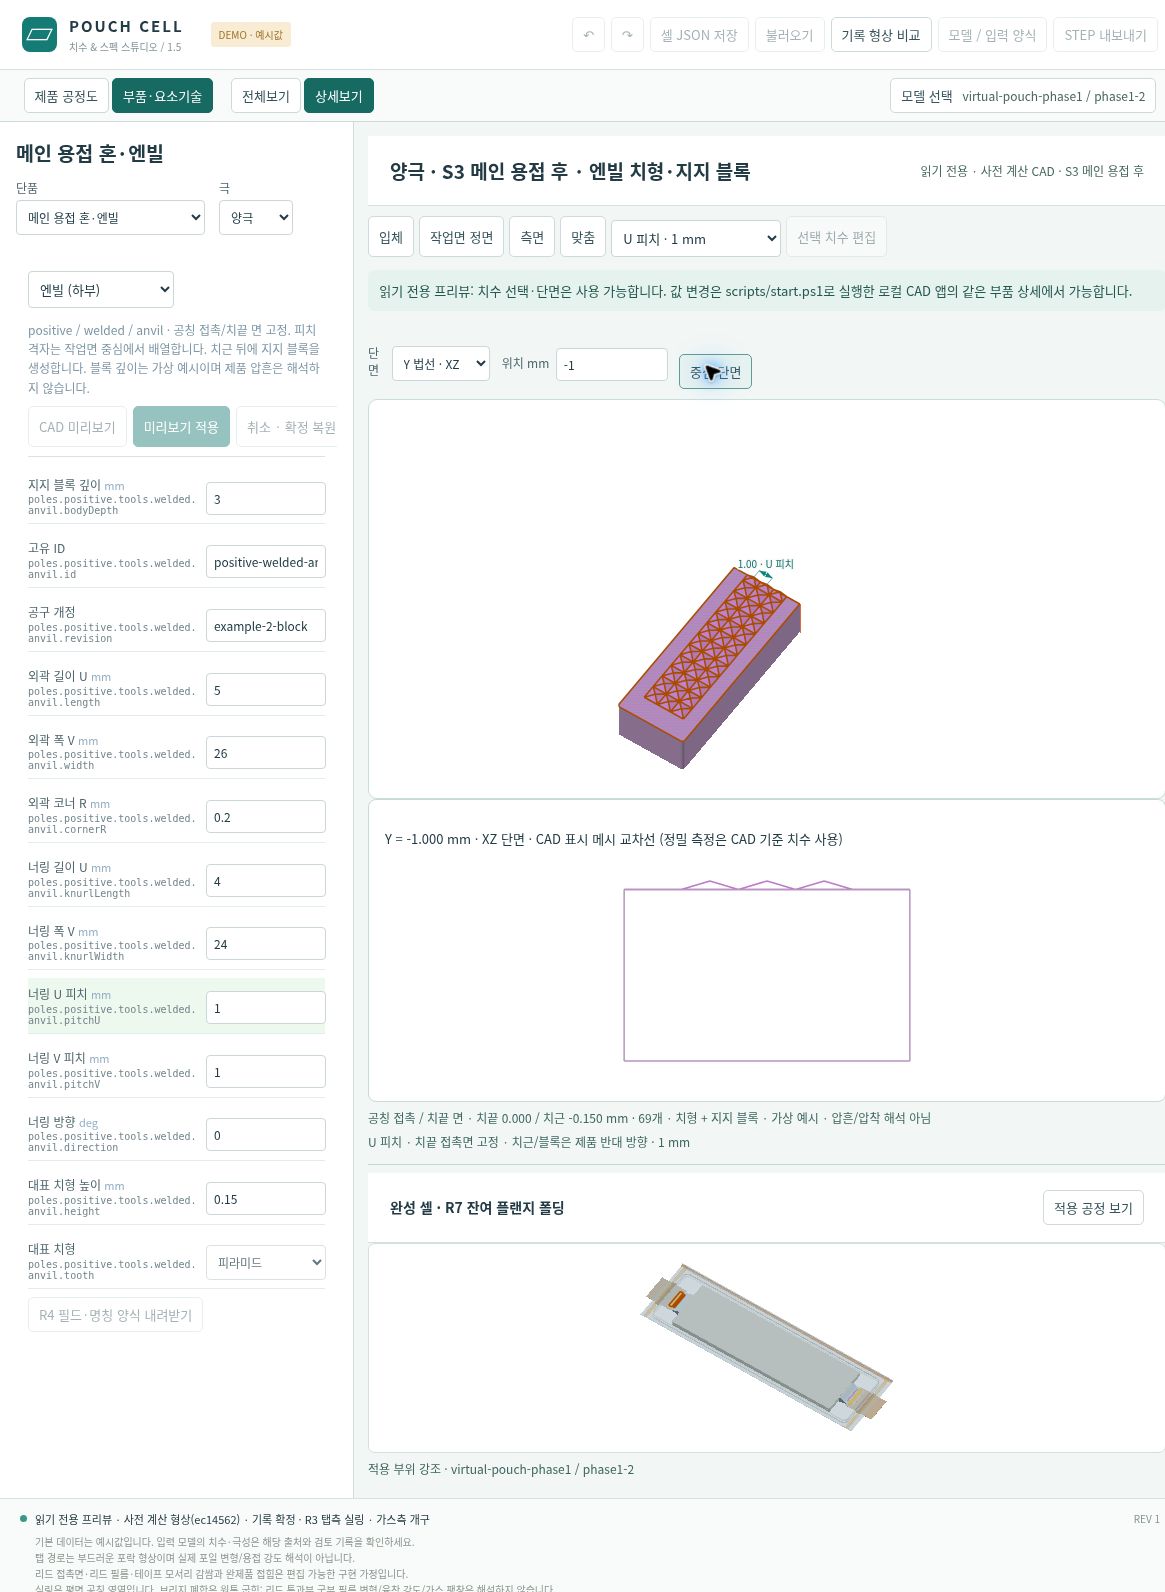 POUCH CELL
치수 & 스펙 스튜디오 / 1.5
DEMO · 예시값
↶ ↷ 셀 JSON 저장 불러오기 기록 형상 비교 모델 / 입력 양식 STEP 내보내기
제품 공정도 부품·요소기술 전체보기 상세보기
모델 선택 virtual-pouch-phase1 / phase1-2
메인 용접 혼·엔빌
단품 극
메인 용접 혼·엔빌 양극
엔빌 (하부)
positive / welded / anvil · 공칭 접촉/치끝 면 고정. 피치
격자는 작업면 중심에서 배열합니다. 치근 뒤에 지지 블록을
생성합니다. 블록 깊이는 가상 예시이며 제품 압흔은 해석하
지 않습니다.
CAD 미리보기 미리보기 적용 취소 · 확정 복원
지지 블록 깊이 mm
poles.positive.tools.welded.
anvil.bodyDepth
3
고유 ID
poles.positive.tools.welded.
anvil.id
positive-welded-ar
공구 개정
poles.positive.tools.welded.
anvil.revision
example-2-block
외곽 길이 U mm
poles.positive.tools.welded.
anvil.length
5
외곽 폭 V mm
poles.positive.tools.welded.
anvil.width
26
외곽 코너 R mm
poles.positive.tools.welded.
anvil.cornerR
0.2
너링 길이 U mm
poles.positive.tools.welded.
anvil.knurlLength
4
너링 폭 V mm
poles.positive.tools.welded.
anvil.knurlWidth
24
너링 U 피치 mm
poles.positive.tools.welded.
anvil.pitchU
1
너링 V 피치 mm
poles.positive.tools.welded.
anvil.pitchV
1
너링 방향 deg
poles.positive.tools.welded.
anvil.direction
0
대표 치형 높이 mm
poles.positive.tools.welded.
anvil.height
0.15
대표 치형
poles.positive.tools.welded.
anvil.tooth
피라미드
R4 필드·명칭 양식 내려받기
양극 · S3 메인 용접 후 · 엔빌 치형·지지 블록
읽기 전용 · 사전 계산 CAD · S3 메인 용접 후
입체 작업면 정면 측면 맞춤 U 피치 · 1 mm 선택 치수 편집
읽기 전용 프리뷰: 치수 선택·단면은 사용 가능합니다. 값 변경은 scripts/start.ps1로 실행한 로컬 CAD 앱의 같은 부품 상세에서 가능합니다.
단면 Y 법선 · XZ 위치 mm -1
1.00 · U 피치
Y = -1.000 mm · XZ 단면 · CAD 표시 메시 교차선 (정밀 측정은 CAD 기준 치수 사용)
공칭 접촉 / 치끝 면 · 치끝 0.000 / 치근 -0.150 mm · 69개 · 치형 + 지지 블록 · 가상 예시 · 압흔/압착 해석 아님
U 피치 · 치끝 접촉면 고정 · 치근/블록은 제품 반대 방향 · 1 mm
완성 셀 · R7 잔여 플랜지 폴딩
적용 공정 보기
적용 부위 강조 · virtual-pouch-phase1 / phase1-2
읽기 전용 프리뷰 · 사전 계산 형상(ec14562) · 기록 확정 · R3 탭측 실링 · 가스측 개구
REV 1
기본 데이터는 예시값입니다. 입력 모델의 치수·극성은 해당 출처와 검토 기록을 확인하세요.
탭 경로는 부드러운 포락 형상이며 실제 포일 변형/용접 강도 해석이 아닙니다.
리드 접촉면·리드 필름·테이프 모서리 감쌈과 완제품 접힘은 편집 가능한 구현 가정입니다.